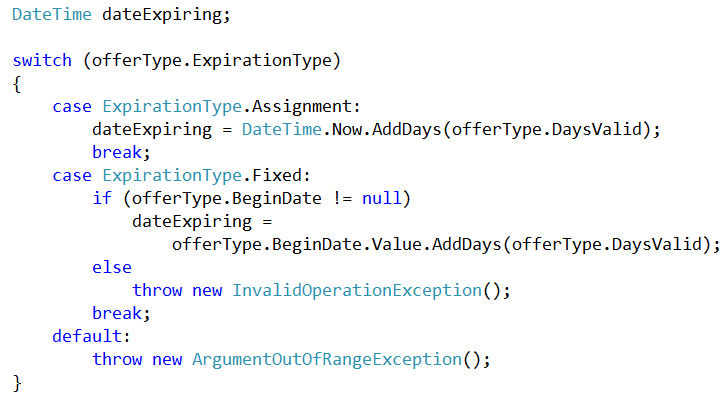 DateTime dateExpiring;

switch (offerType.ExpirationType)
{
    case ExpirationType.Assignment:
        dateExpiring = DateTime.Now.AddDays(offerType.DaysValid);
        break;
    case ExpirationType.Fixed:
        if (offerType.BeginDate != null)
            dateExpiring =
                offerType.BeginDate.Value.AddDays(offerType.DaysValid);
        else
            throw new InvalidOperationException();
        break;
    default:
        throw new ArgumentOutOfRangeException();
}